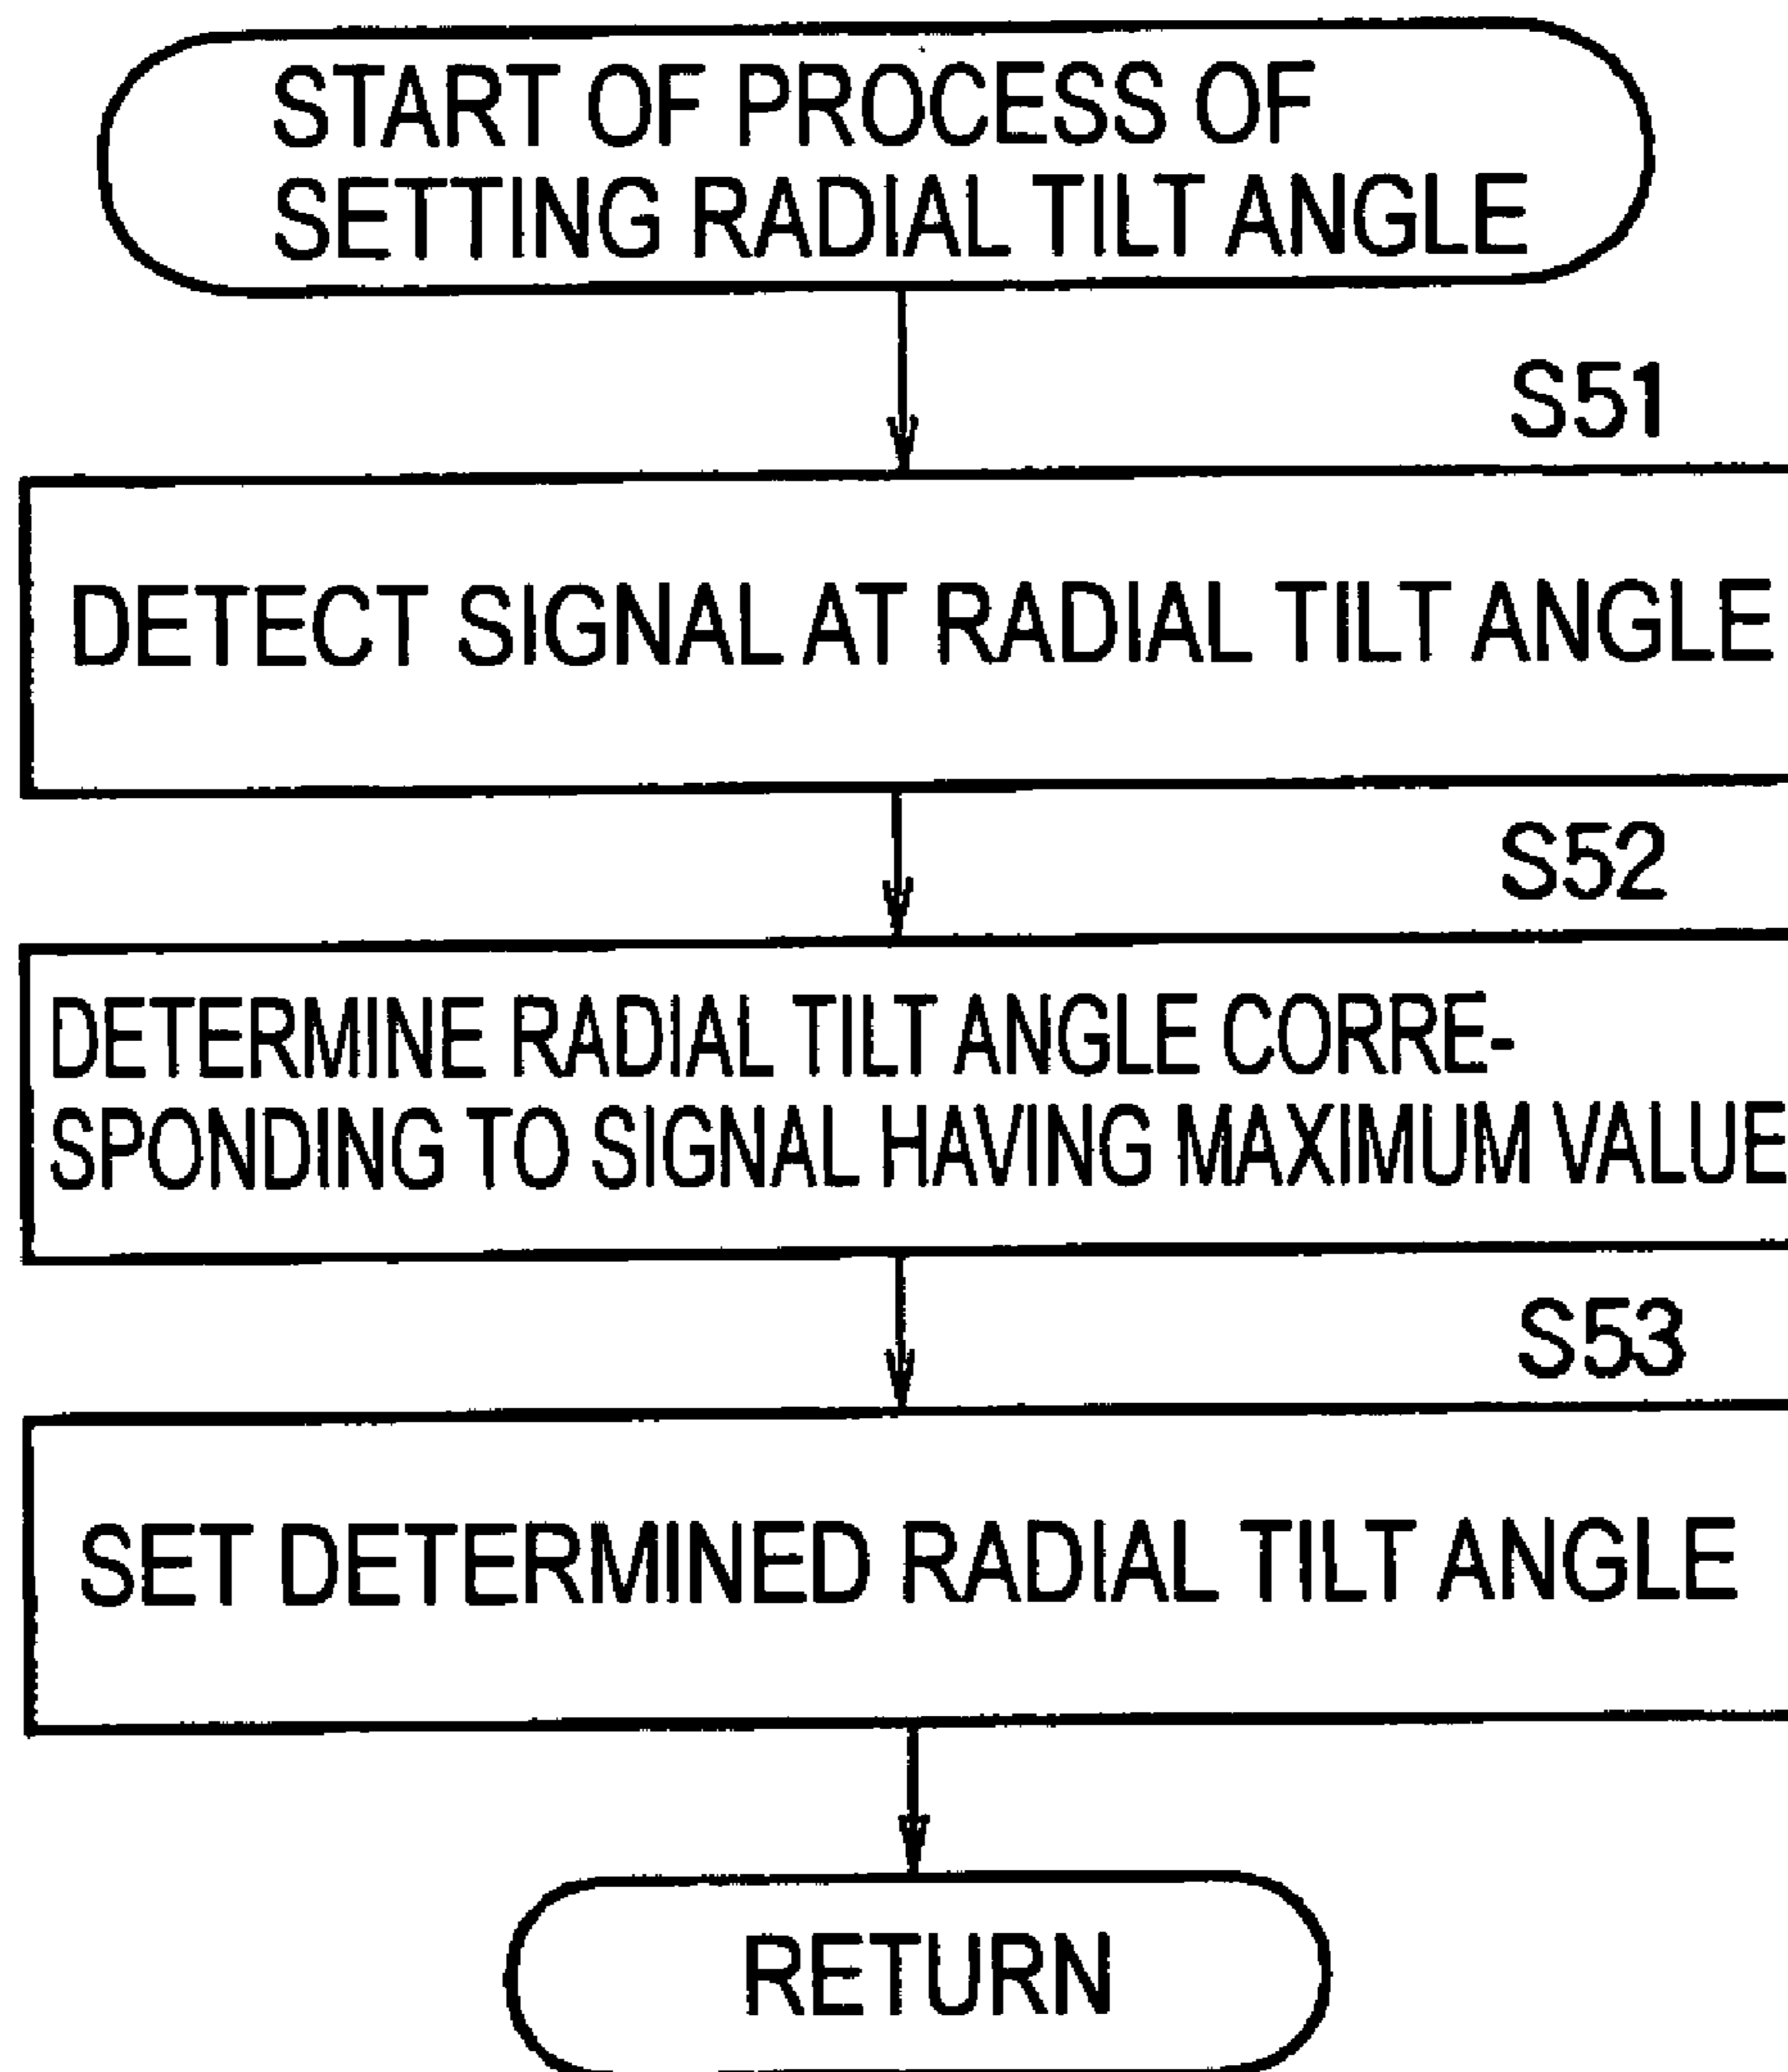 START OF PROCESS OF
SETTING RADIAL TILT ANGLE
S51
DETECT SIGNAL AT RADIAL TILT ANGLE
S52
DETERMINE RADIAL TILT ANGLE CORRE-
SPONDING TO SIGNAL HAVING MAXIMUM VALUE
S53
SET DETERMINED RADIAL TILT ANGLE
RETURN